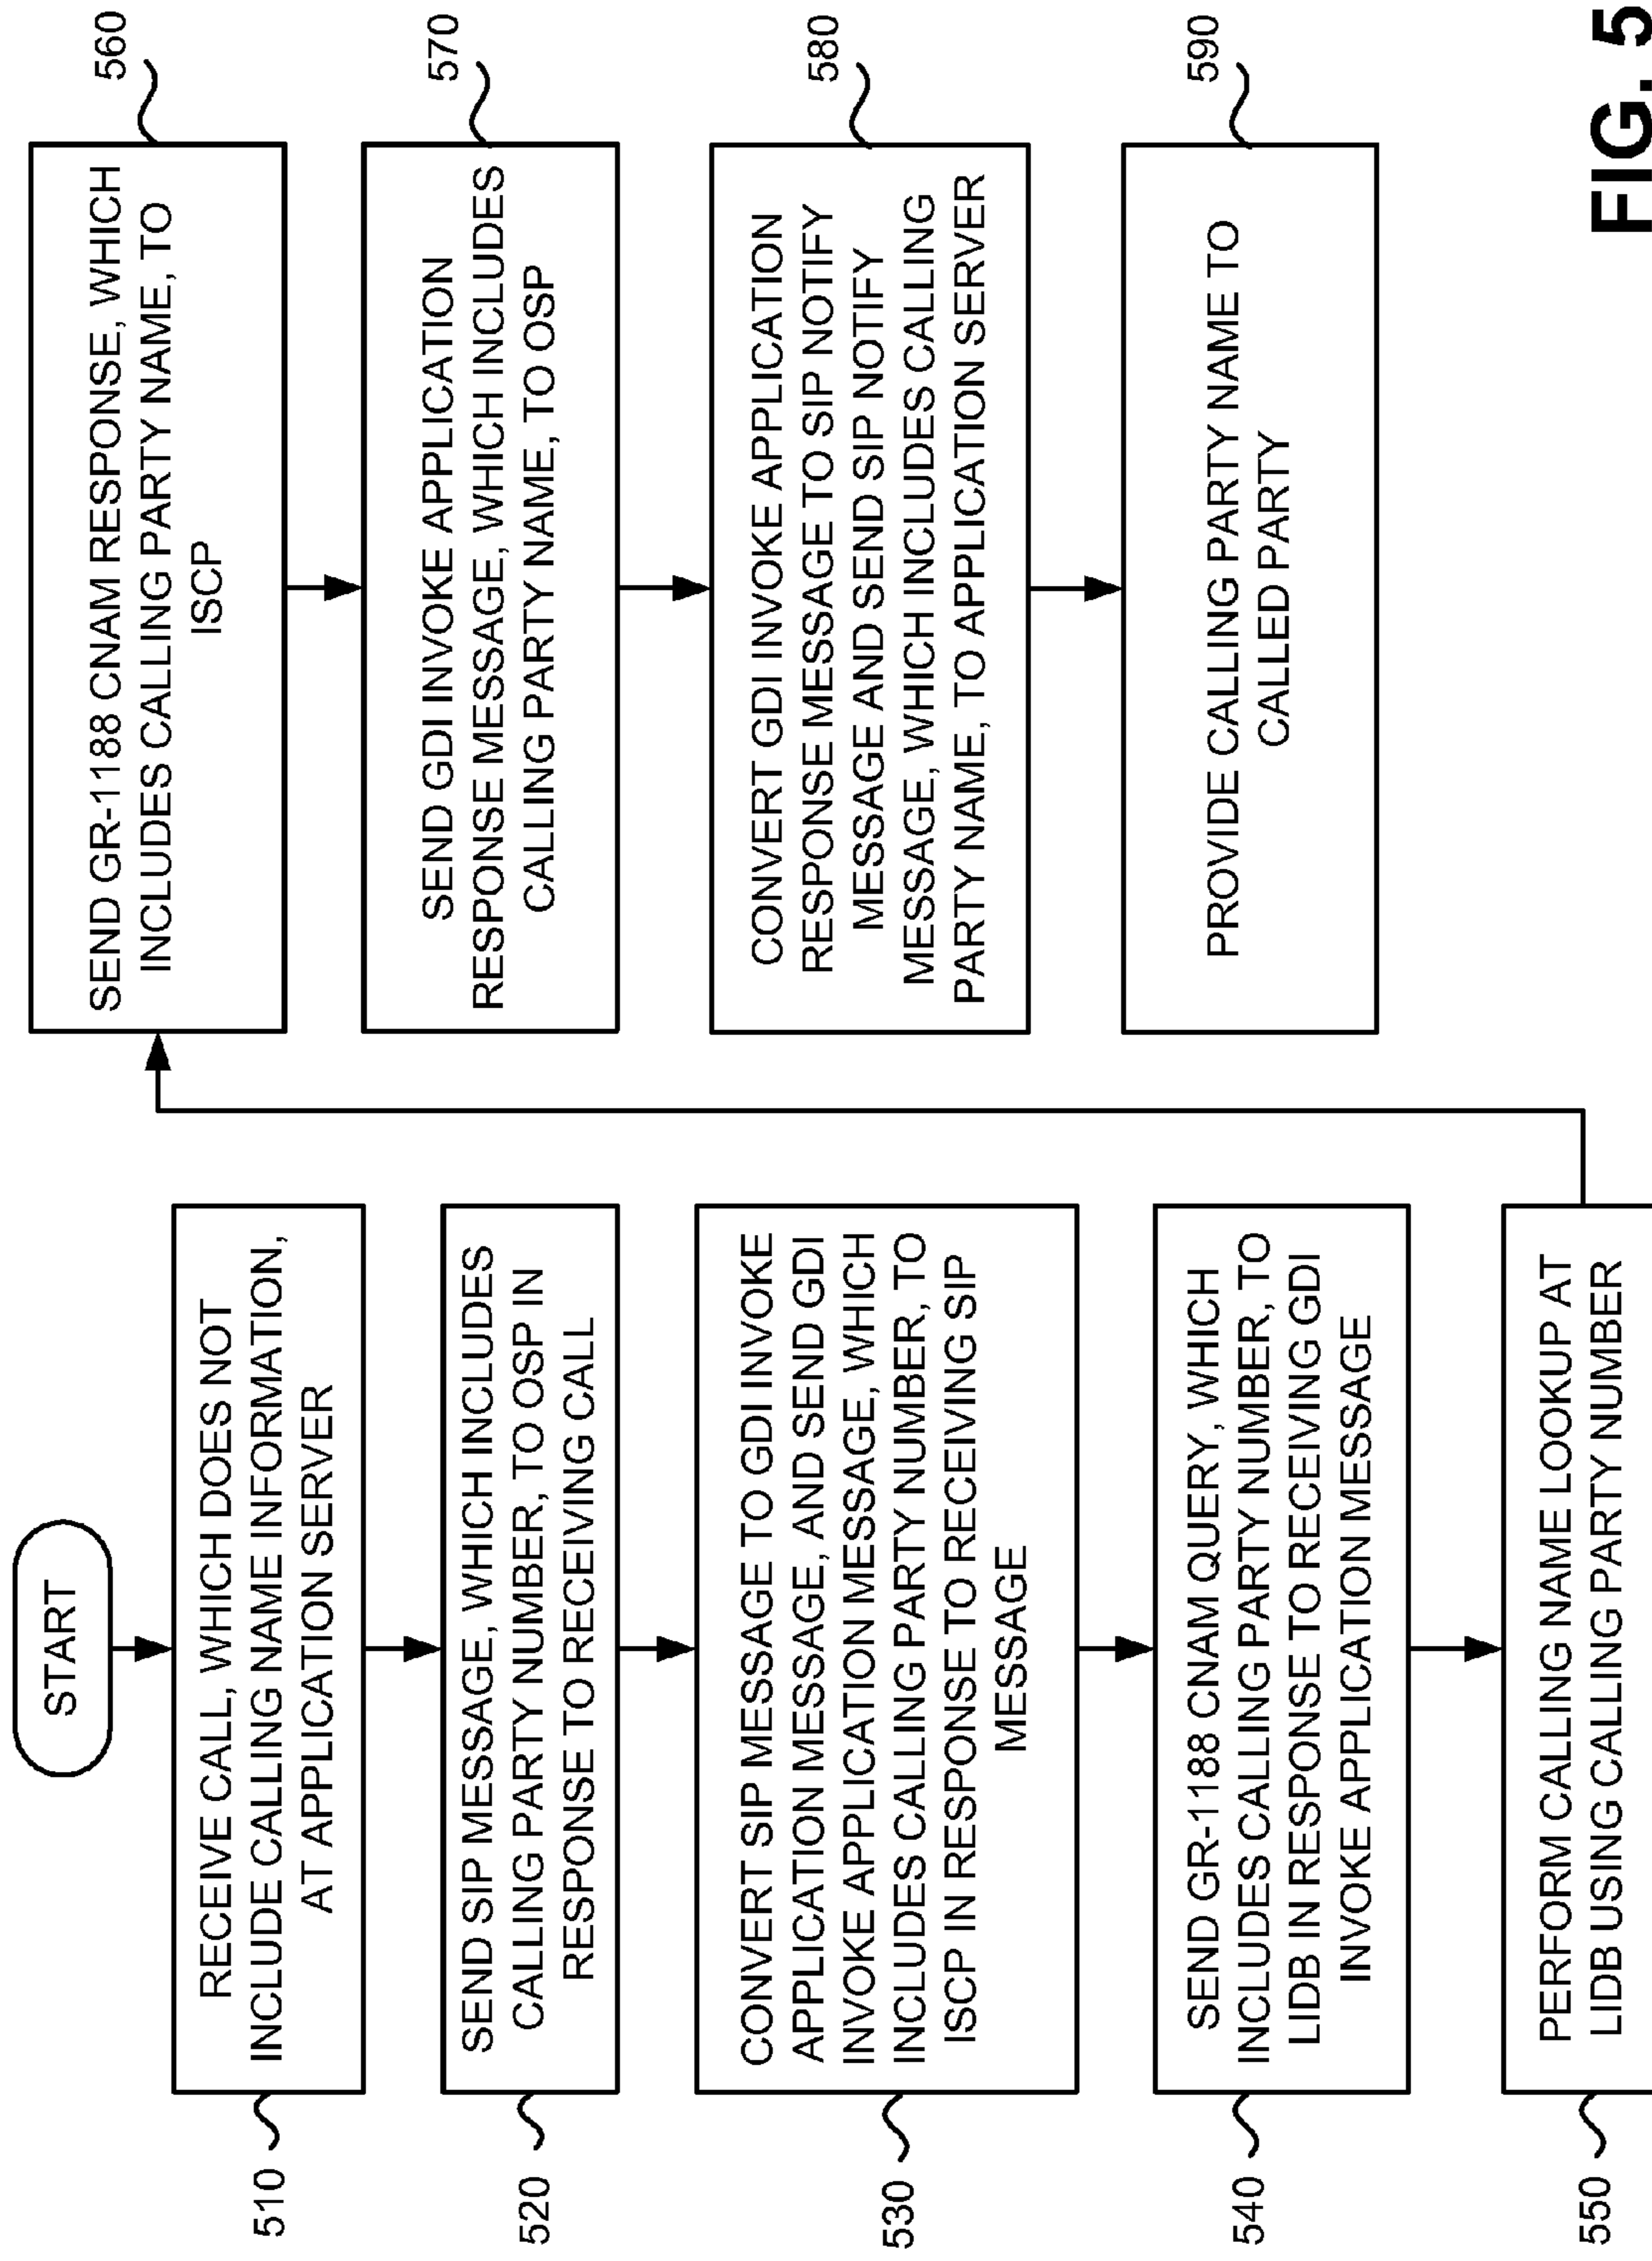 START
RECEIVE CALL, WHICH DOES NOT
INCLUDE CALLING NAME INFORMATION,
AT APPLICATION SERVER
510
SEND SIP MESSAGE, WHICH INCLUDES
CALLING PARTY NUMBER, TO OSP IN
RESPONSE TO RECEIVING CALL
520
CONVERT SIP MESSAGE TO GDI INVOKE
APPLICATION MESSAGE, AND SEND GDI
INVOKE APPLICATION MESSAGE, WHICH
INCLUDES CALLING PARTY NUMBER, TO
ISCP IN RESPONSE TO RECEIVING SIP
MESSAGE
530
SEND GR-1188 CNAM QUERY, WHICH
INCLUDES CALLING PARTY NUMBER, TO
LIDB IN RESPONSE TO RECEIVING GDI
INVOKE APPLICATION MESSAGE
540
PERFORM CALLING NAME LOOKUP AT
LIDB USING CALLING PARTY NUMBER
550
SEND GR-1188 CNAM RESPONSE, WHICH
INCLUDES CALLING PARTY NAME, TO
ISCP
560
SEND GDI INVOKE APPLICATION
RESPONSE MESSAGE, WHICH INCLUDES
CALLING PARTY NAME, TO OSP
570
CONVERT GDI INVOKE APPLICATION
RESPONSE MESSAGE TO SIP NOTIFY
MESSAGE AND SEND SIP NOTIFY
MESSAGE, WHICH INCLUDES CALLING
PARTY NAME, TO APPLICATION SERVER
580
PROVIDE CALLING PARTY NAME TO
CALLED PARTY
590
FIG. 5